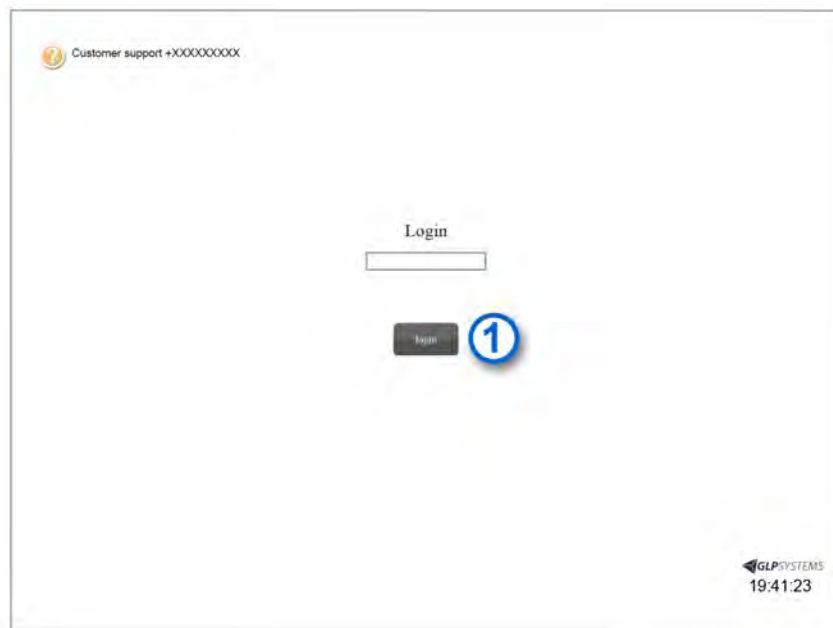 Customer support +XXXXXXXXX
Login
login
1
GLPSYSTEMS
19:41:23